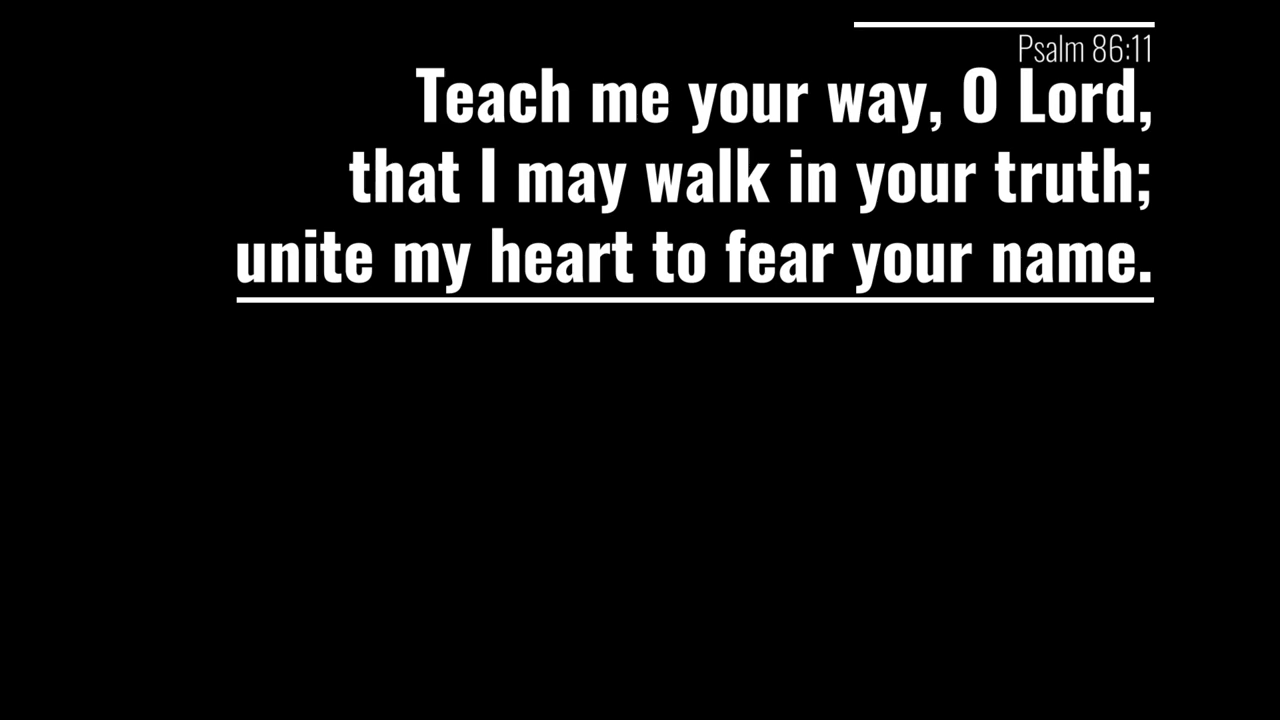 Psalm 86:11
Teach me your way, O Lord,
that I may walk in your truth;
unite my heart to fear your name.